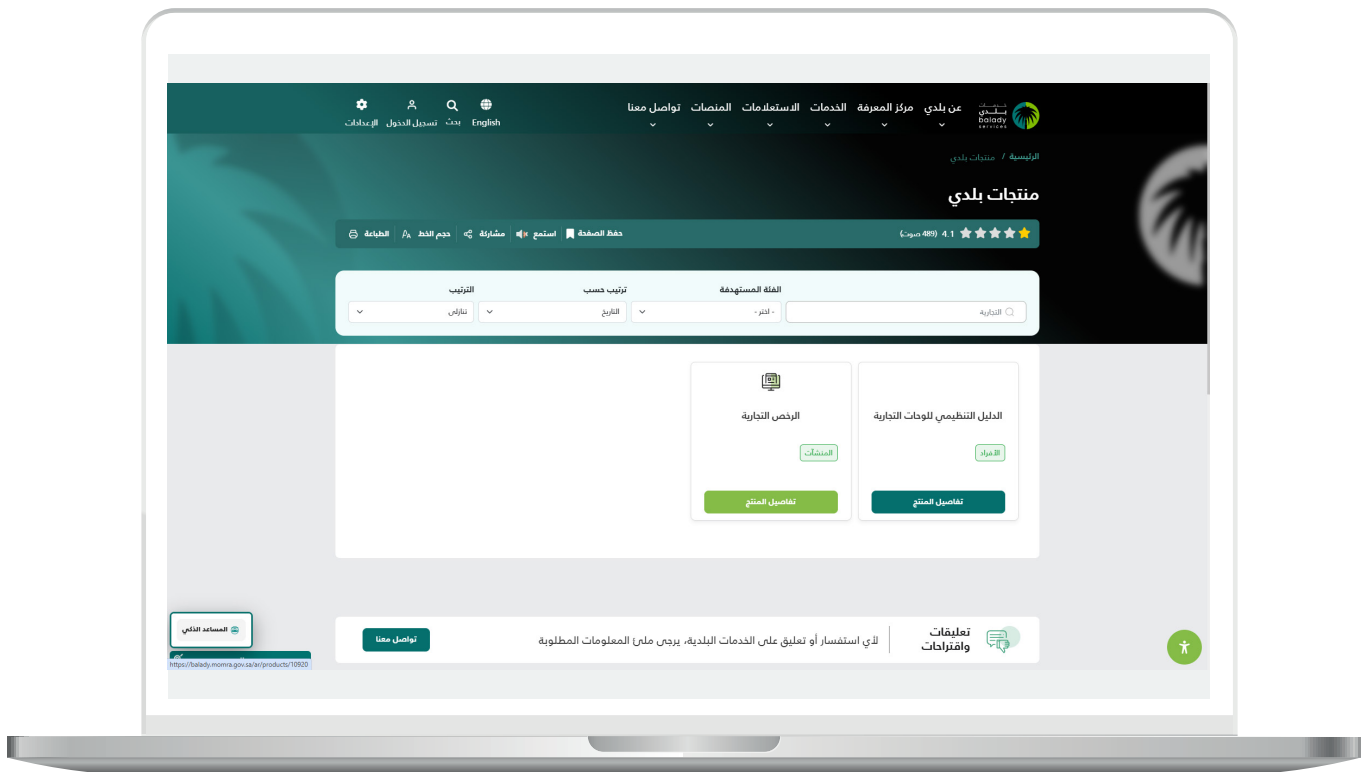 خدمات
بلدي
balady
services
عن بلدي
مركز المعرفة
الخدمات
الاستعلامات
المنصات
تواصل معنا
English
بحث
تسجيل الدخول
الإعدادات
الرئيسية / منتجات بلدي
منتجات بلدي
4.1 (489 صوت)
حفظ الصفحة
استمع
مشاركة
حجم الخط
الطباعة
الفئة المستهدفة
ترتيب حسب
الترتيب
التجارية
- اختر -
التاريخ
تنازلي
الدليل التنظيمي للوحات التجارية
الأفراد
تفاصيل المنتج
الرخص التجارية
المنشآت
تفاصيل المنتج
تعليقات
واقتراحات
لأي استفسار أو تعليق على الخدمات البلدية، يرجى ملئ المعلومات المطلوبة
تواصل معنا
المساعد الذكي
https://balady.momra.gov.sa/ar/products/10920